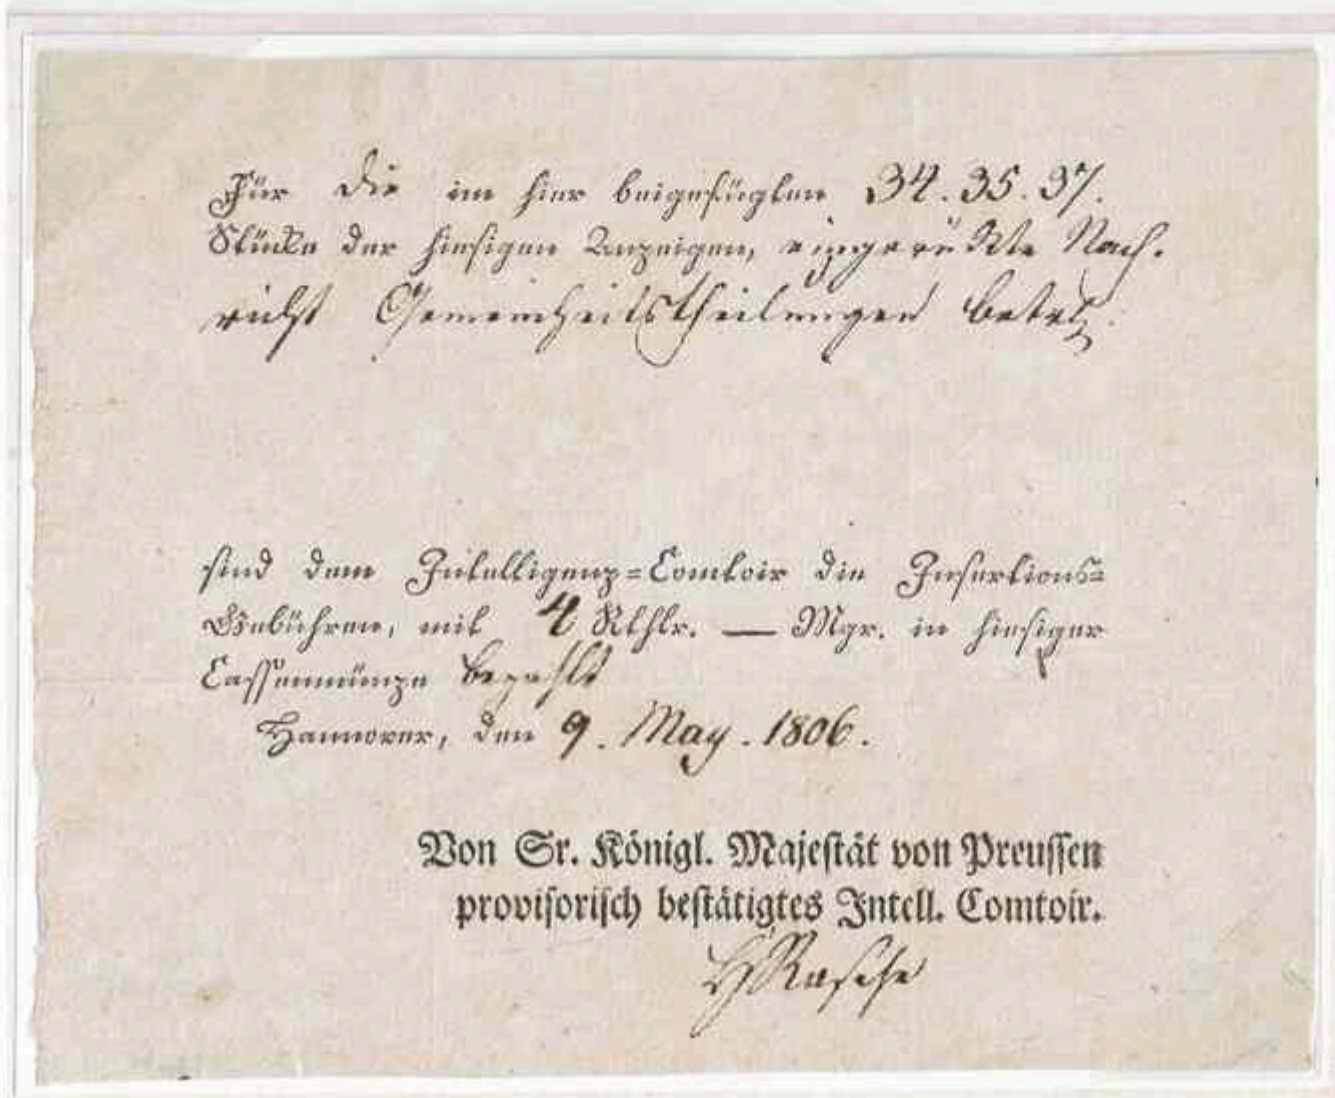 Für die im hier beigefügten 34. 35. 37.
Stücke der hiesigen Anzeigen, eingerückte Nach-
richt Gemeinheitstheilungen betr.
sind dem Intelligenz=Comtoir die Insertions=
Gebühren, mit 4 Rthlr. — Mgr. in hiesiger
Cassenmünze bezahlt
Hannover, den 9. May. 1806.
Von Sr. Königl. Majestät von Preussen
provisorisch bestätigtes Intell. Comtoir.